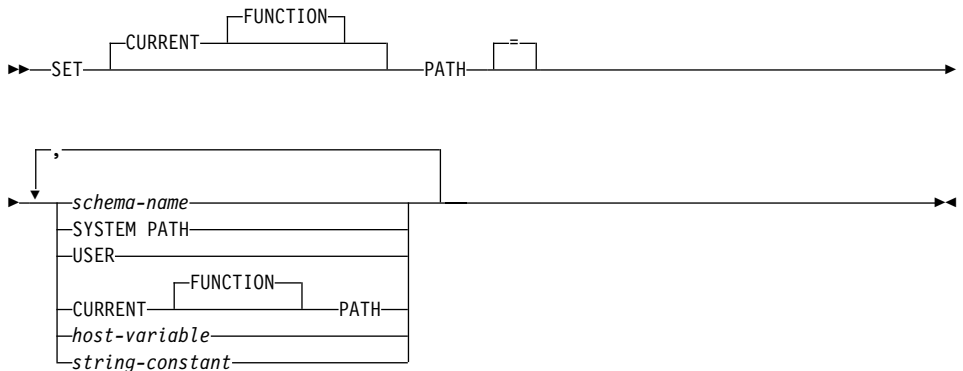 FUNCTION
CURRENT
SET PATH =
,
schema-name
SYSTEM PATH
USER
FUNCTION
CURRENT PATH
host-variable
string-constant